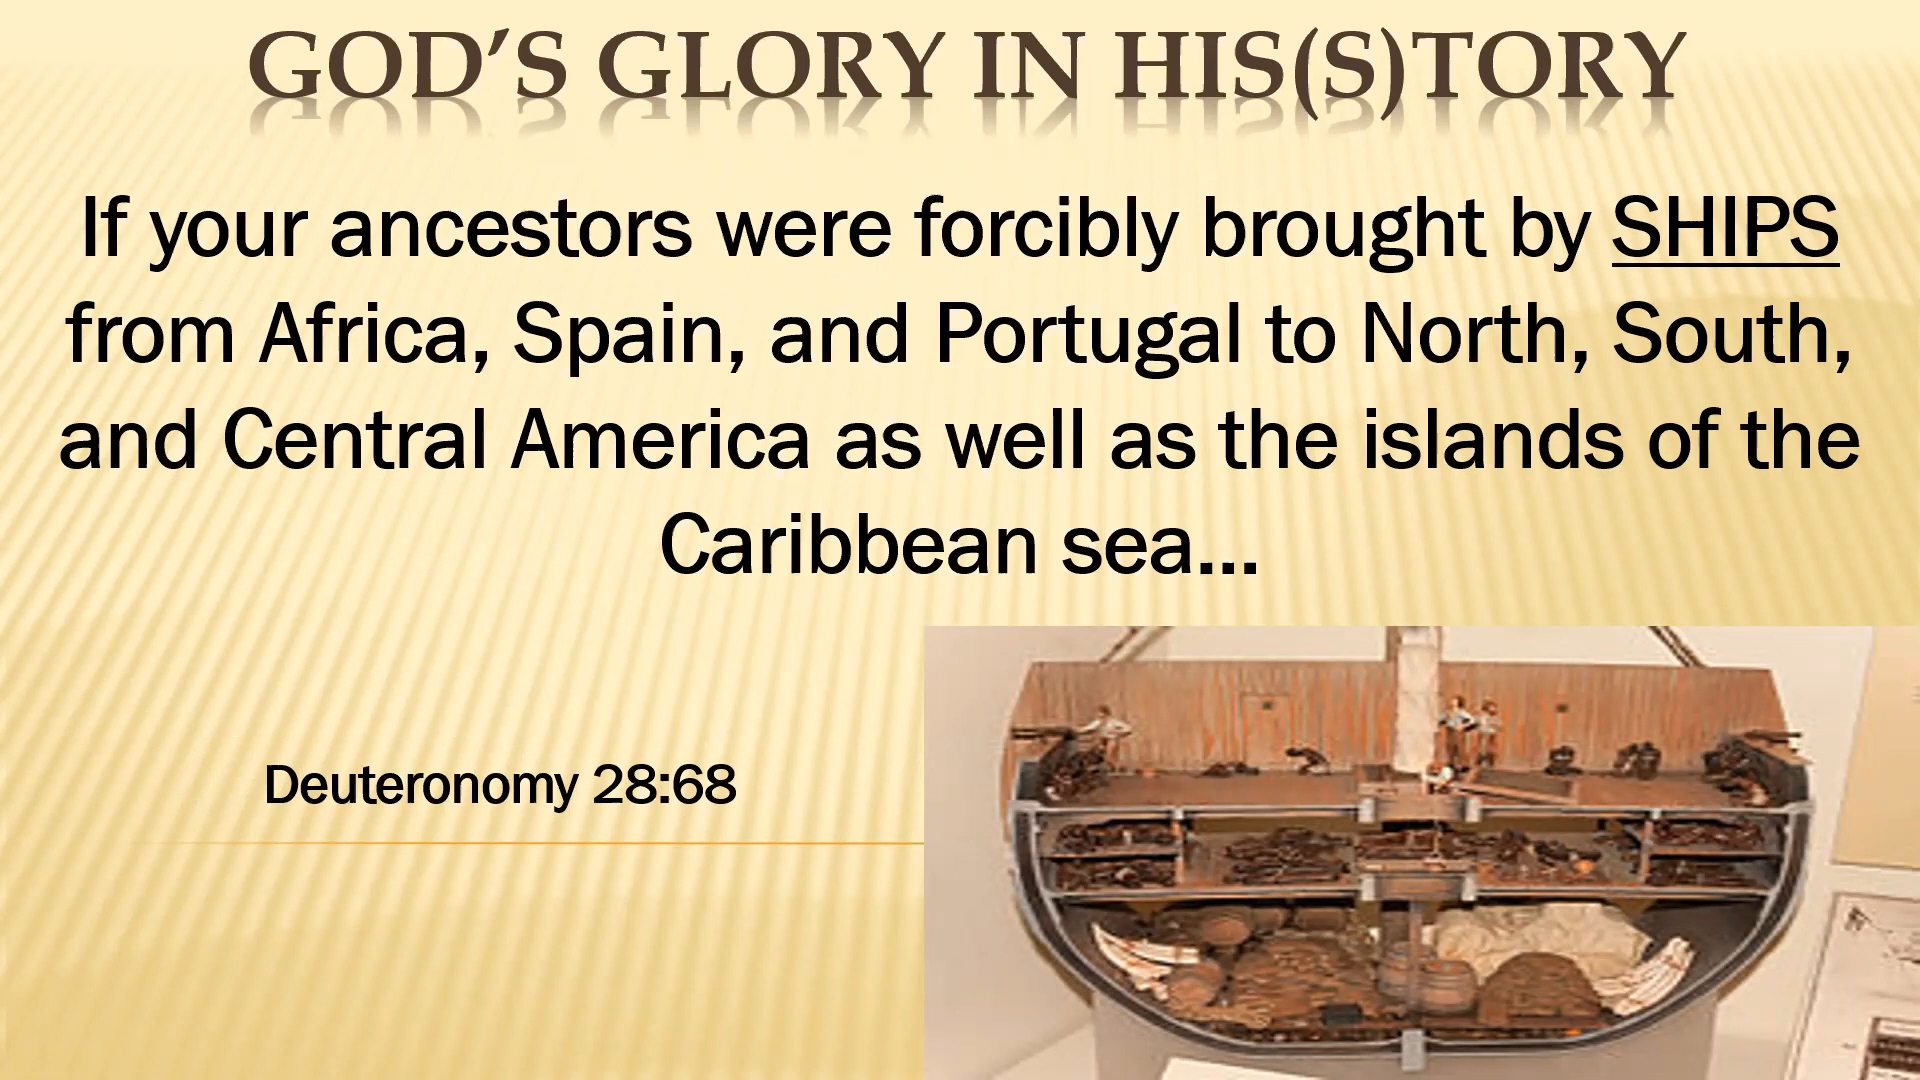 GOD’S GLORY IN HIS(S)TORY
If your ancestors were forcibly brought by SHIPS
from Africa, Spain, and Portugal to North, South,
and Central America as well as the islands of the
Caribbean sea...
Deuteronomy 28:68